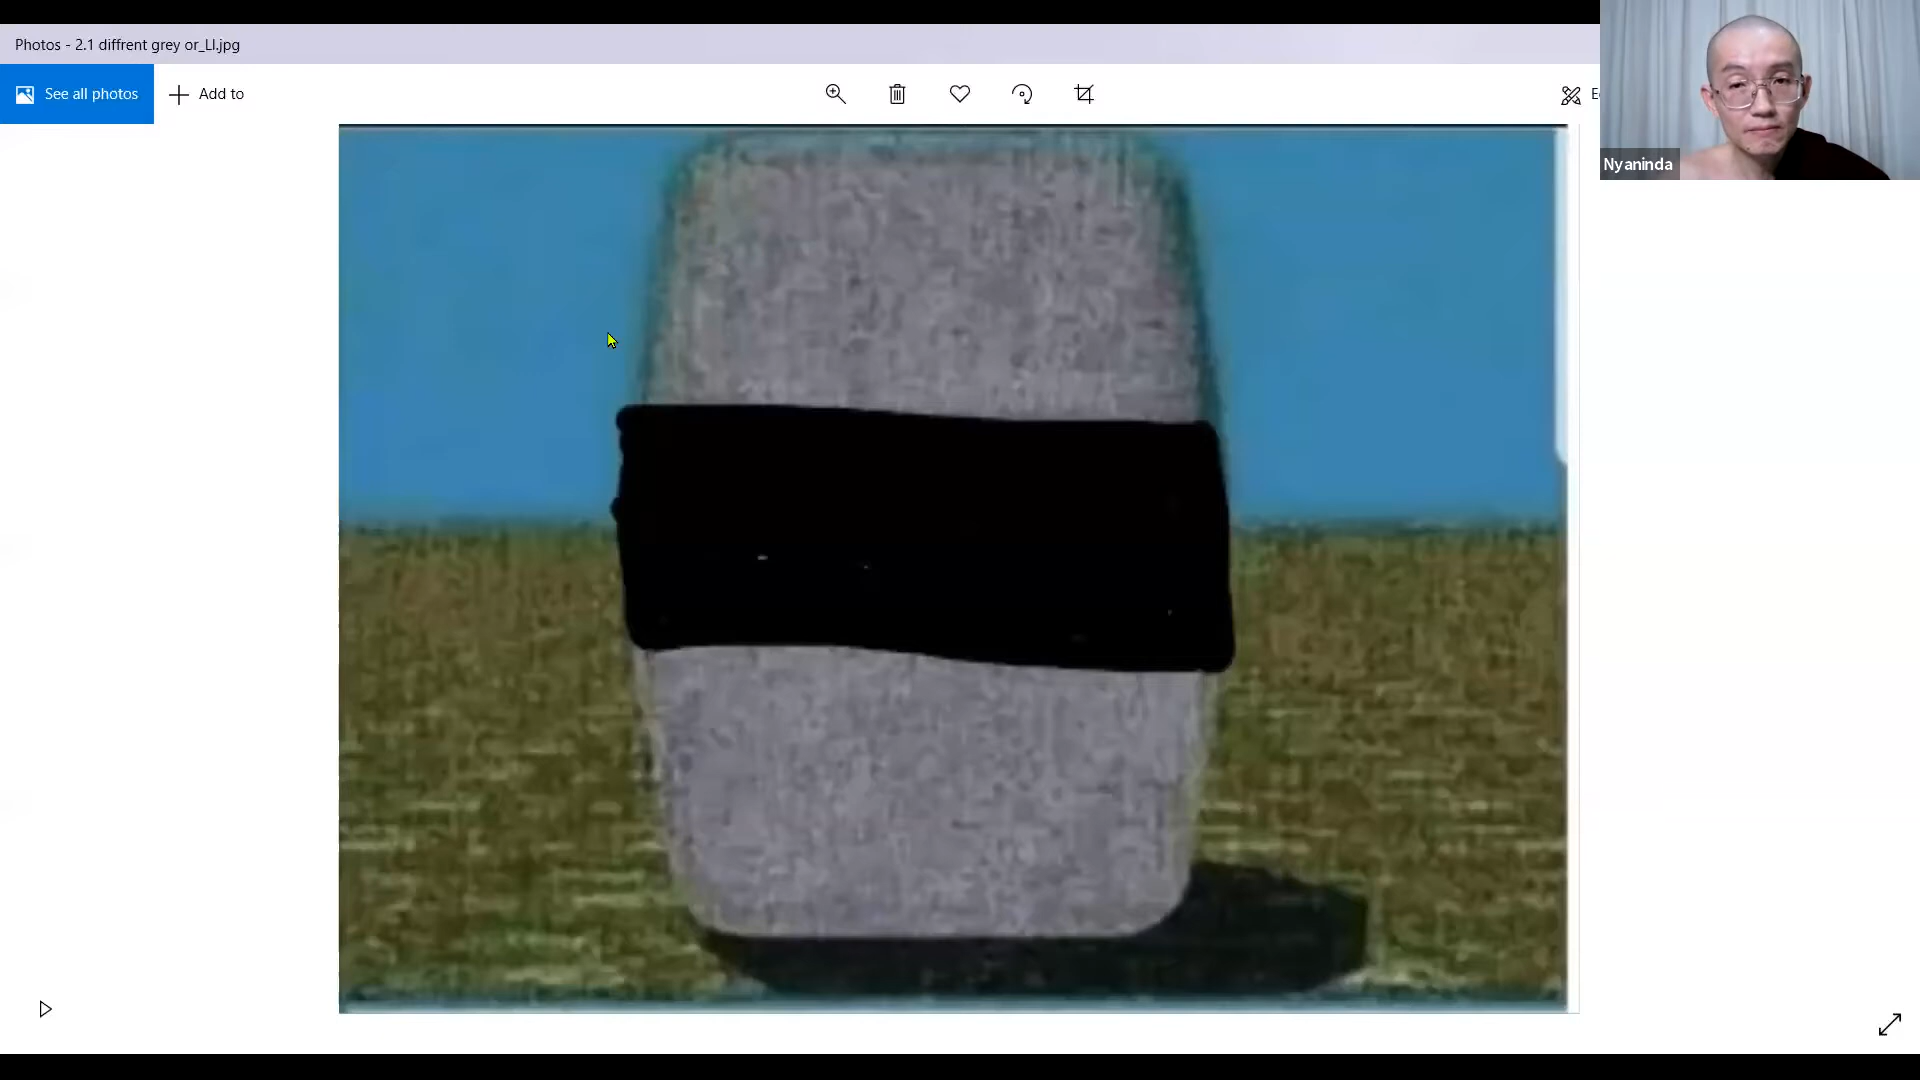 Photos - 2.1 diffrent grey or_LI.jpg
See all photos
Add to
Nyaninda